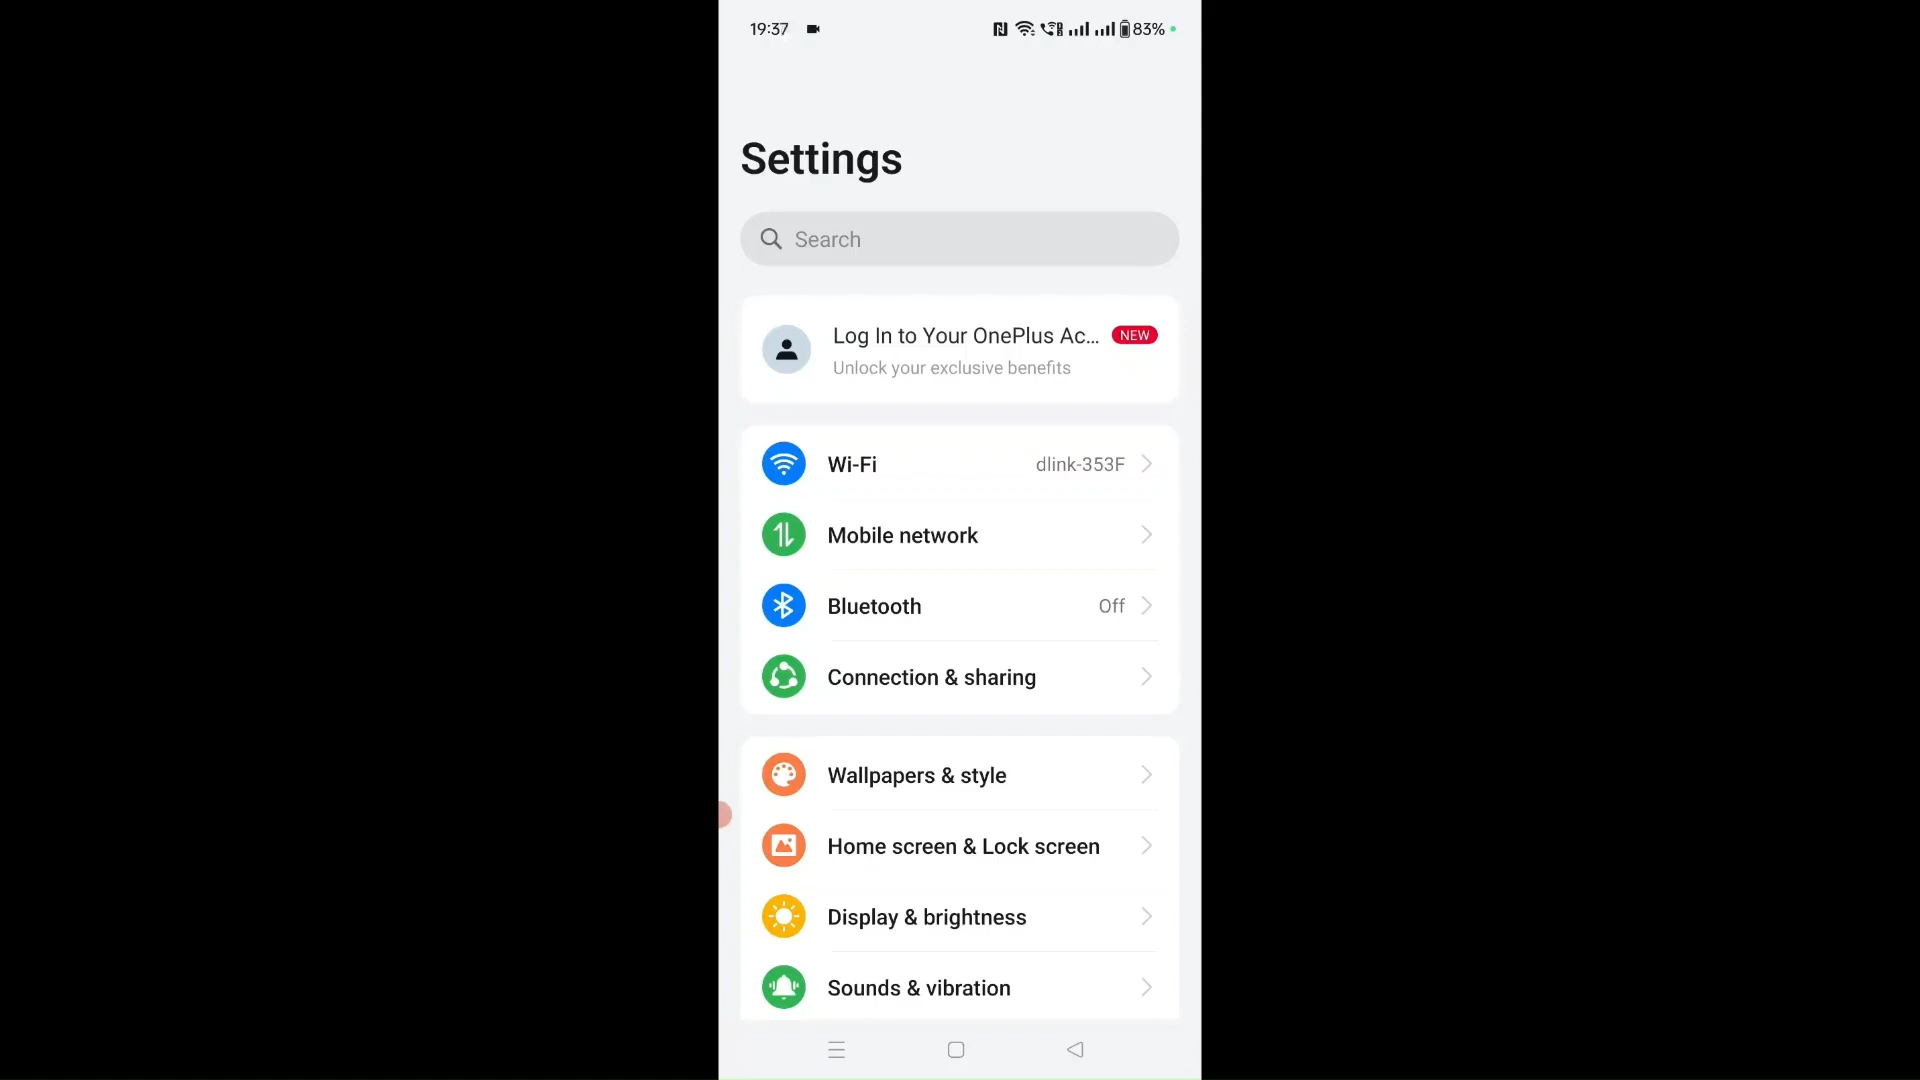 19:37 83%
Settings
Search
Log In to Your OnePlus Ac... NEW
Unlock your exclusive benefits
Wi-Fi dlink-353F
Mobile network
Bluetooth Off
Connection & sharing
Wallpapers & style
Home screen & Lock screen
Display & brightness
Sounds & vibration